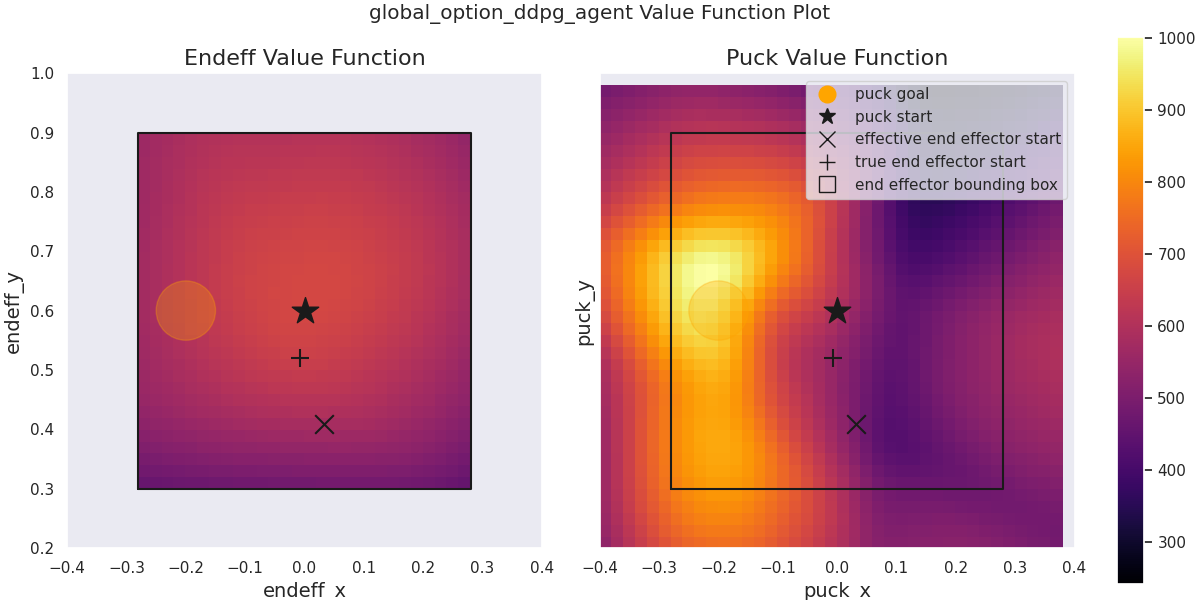 global_option_ddpg_agent Value Function Plot
Endeff Value Function
Puck Value Function
endeff_y
1.0
0.9
0.8
0.7
0.6
0.5
0.4
0.3
0.2
−0.4 −0.3 −0.2 −0.1 0.0 0.1 0.2 0.3 0.4
endeff_x
puck_y
puck goal
puck start
effective end effector start
true end effector start
end effector bounding box
−0.4 −0.3 −0.2 −0.1 0.0 0.1 0.2 0.3 0.4
puck_x
1000
900
800
700
600
500
400
300